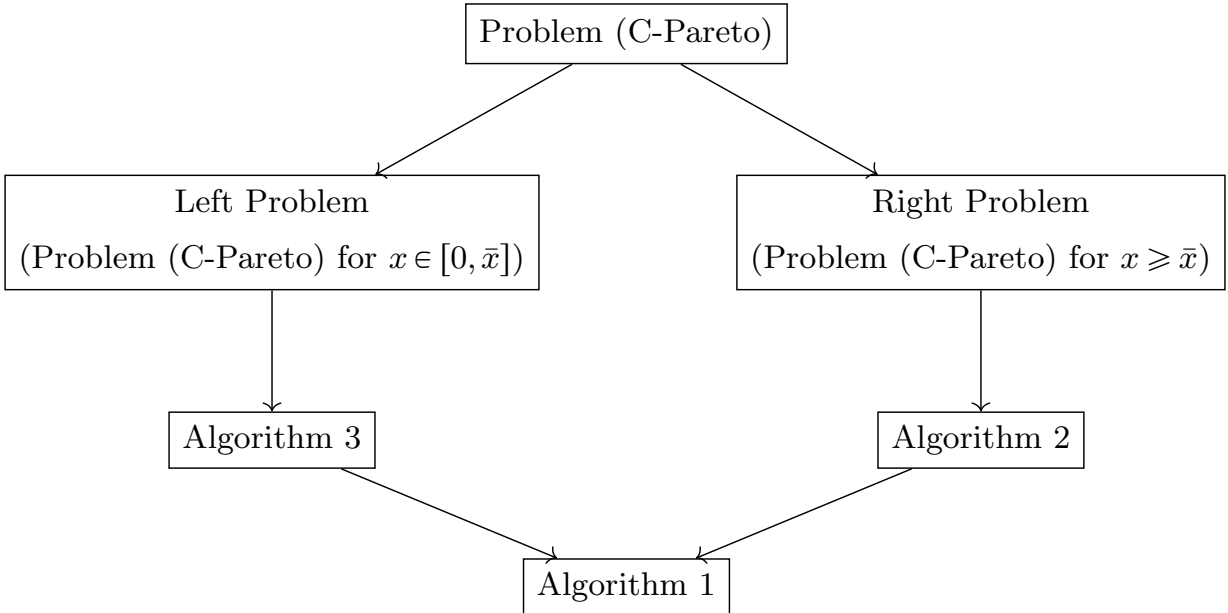 Problem (C-Pareto)
Left Problem
(Problem (C-Pareto) for x ∈ [0, x̄])
Right Problem
(Problem (C-Pareto) for x ⩾ x̄)
Algorithm 3
Algorithm 2
Algorithm 1